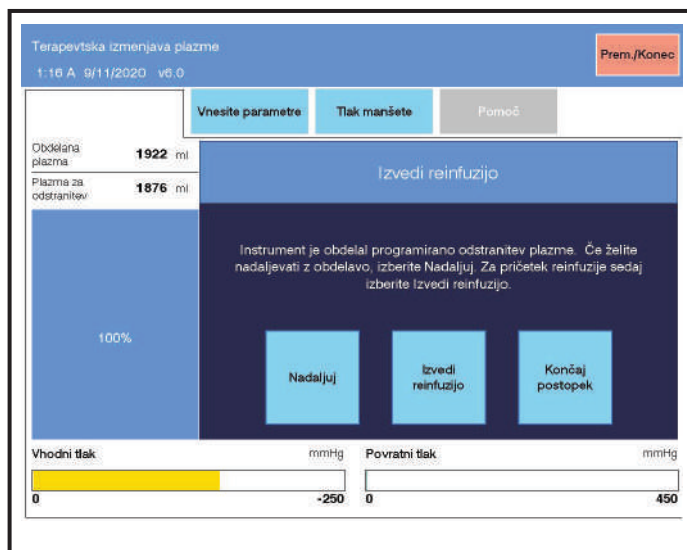 Terapevtska izmenjava plazme
1:16 A 9/11/2020 v6.0
Prem./Konec
Vnesite parametre
Tlak manšete
Pomoč
Obdelana
plazma
1922 ml
Plazma za
odstranitev
1876 ml
100%
Izvedi reinfuzijo
Instrument je obdelal programirano odstranitev plazme. Če želite
nadaljevati z obdelavo, izberite Nadaljuj. Za pričetek reinfuzije sedaj
izberite Izvedi reinfuzijo.
Nadaljuj
Izvedi
reinfuzijo
Končaj
postopek
Vhodni tlak mmHg
0 -250
Povratni tlak mmHg
0 450